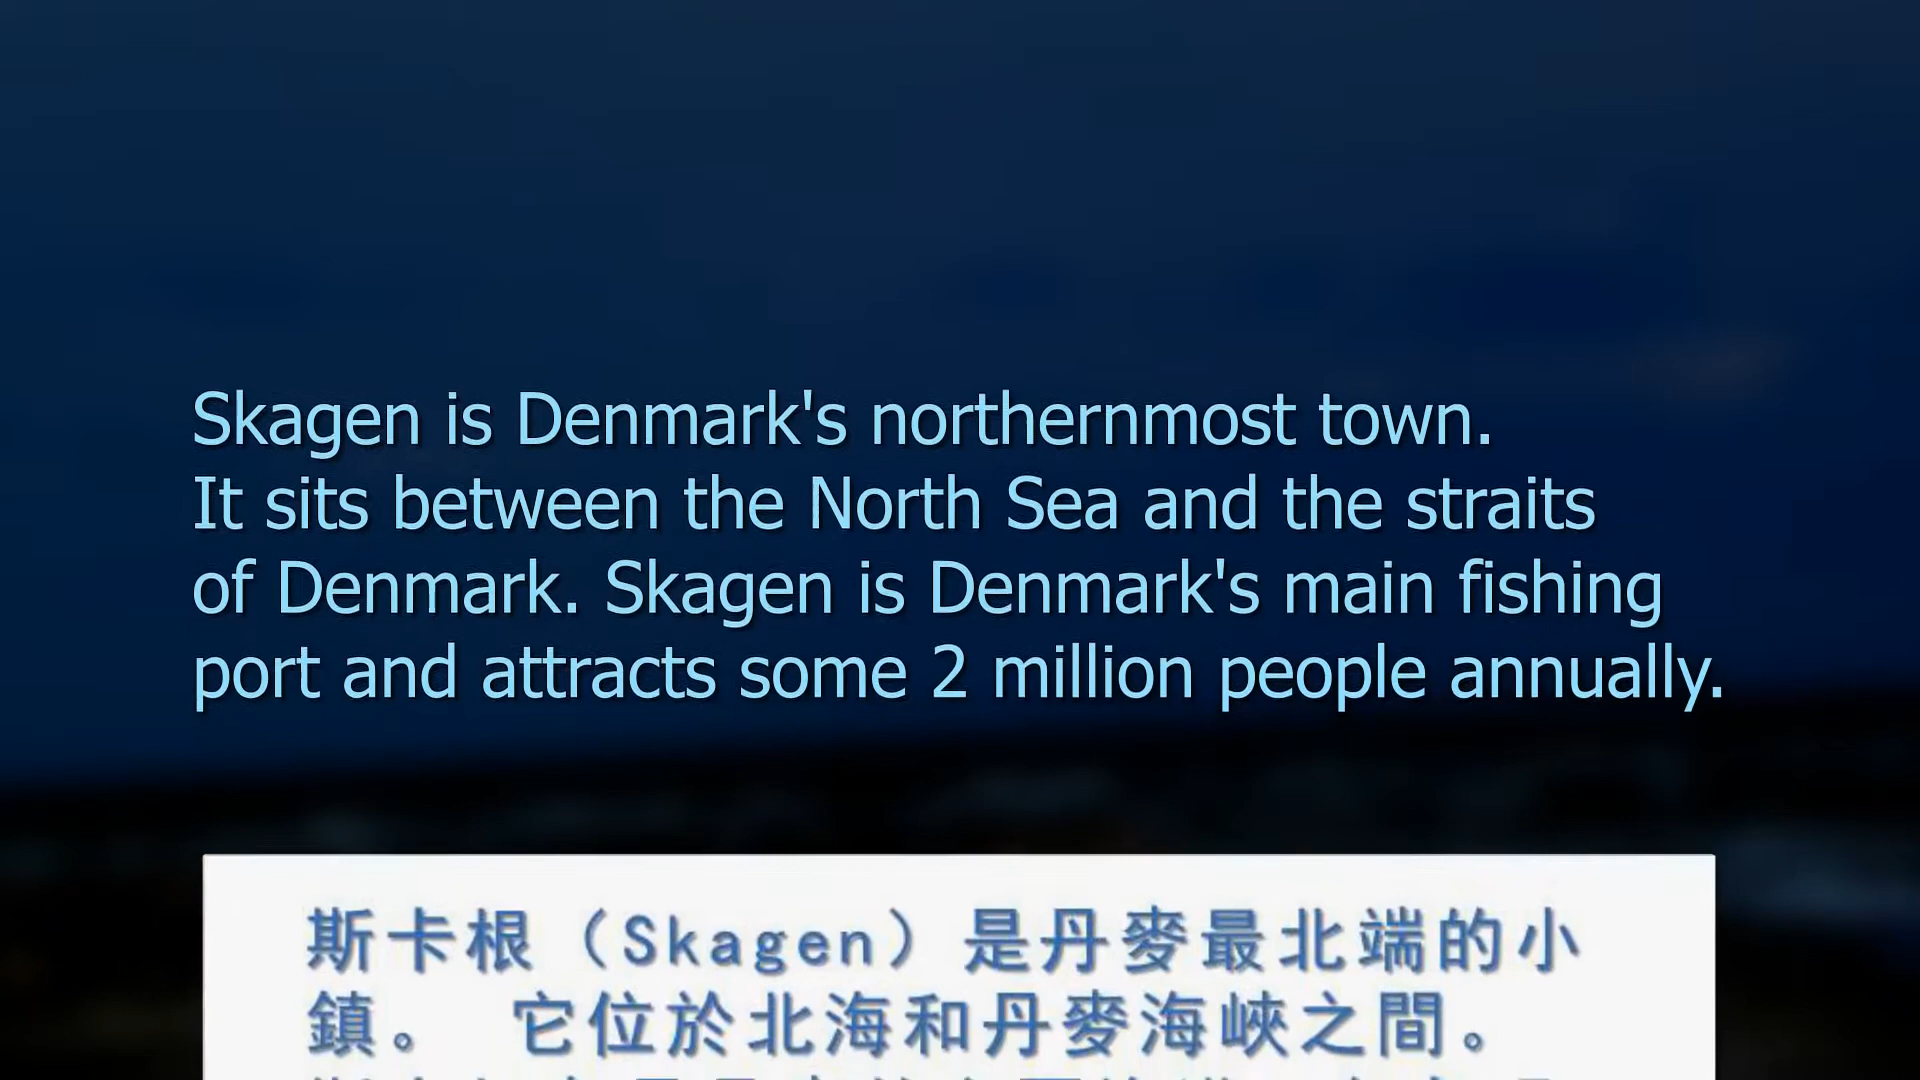 Skagen is Denmark's northernmost town.
It sits between the North Sea and the straits
of Denmark. Skagen is Denmark's main fishing
port and attracts some 2 million people annually.
斯卡根（Skagen）是丹麥最北端的小
鎮。 它位於北海和丹麥海峽之間。